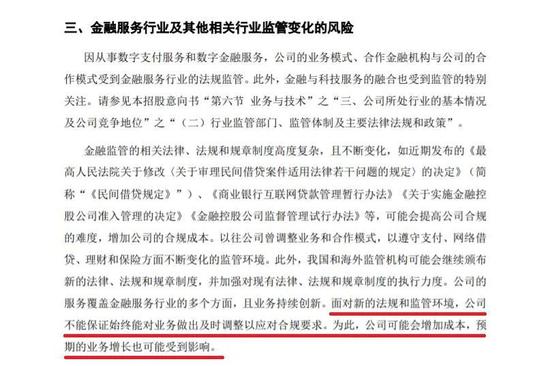 三、金融服务行业及其他相关行业监管变化的风险
因从事数字支付服务和数字金融服务，公司的业务模式、合作金融机构与公司的合
作模式受到金融服务行业的法规监管。此外，金融与科技服务的融合也受到监管的特别
关注。请参见本招股意向书“第六节 业务与技术”之“三、公司所处行业的基本情况
及公司竞争地位”之“（二）行业监管部门、监管体制及主要法律法规和政策”。
金融监管的相关法律、法规和规章制度高度复杂，且不断变化，如近期发布的《最
高人民法院关于修改〈关于审理民间借贷案件适用法律若干问题的规定〉的决定》（简
称“《民间借贷规定》”）、《商业银行互联网贷款管理暂行办法》《关于实施金融控
股公司准入管理的决定》《金融控股公司监督管理试行办法》等，可能会提高公司合规
的难度，增加公司的合规成本。以往公司曾调整业务和合作模式，以遵守支付、网络借
贷、理财和保险方面不断变化的监管环境。此外，我国和海外监管机构可能会继续颁布
新的法律、法规和规章制度，并加强对现有法律、法规和规章制度的执行力度。公司的
服务覆盖金融服务行业的多个方面，且业务持续创新。面对新的法规和监管环境，公司
不能保证始终能对业务做出及时调整以应对合规要求。为此，公司可能会增加成本，预
期的业务增长也可能受到影响。